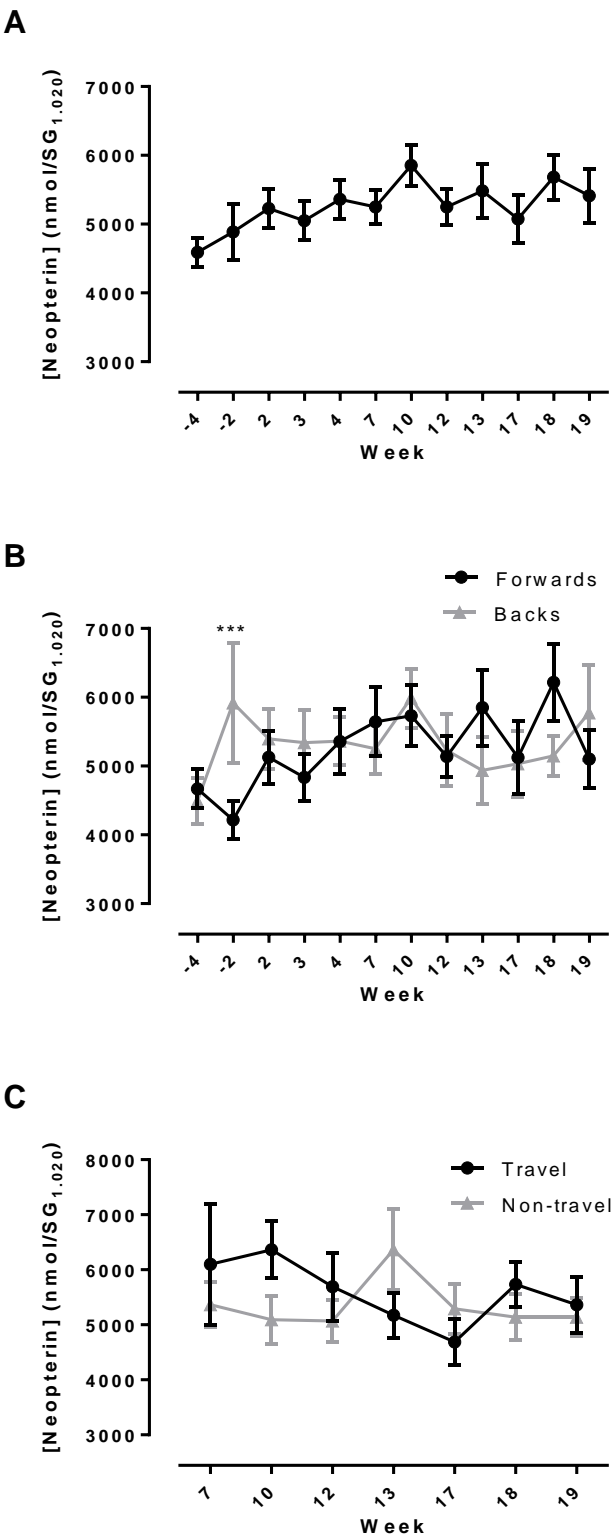 A
[Neopterin] (nmol/SG1.020)
7000
6000
5000
4000
3000
-4 -2 2 3 4 7 10 12 13 17 18 19
Week
B
Forwards
Backs
[Neopterin] (nmol/SG1.020)
7000
***
6000
5000
4000
3000
-4 -2 2 3 4 7 10 12 13 17 18 19
Week
C
Travel
Non-travel
[Neopterin] (nmol/SG1.020)
8000
7000
6000
5000
4000
3000
7 10 12 13 17 18 19
Week